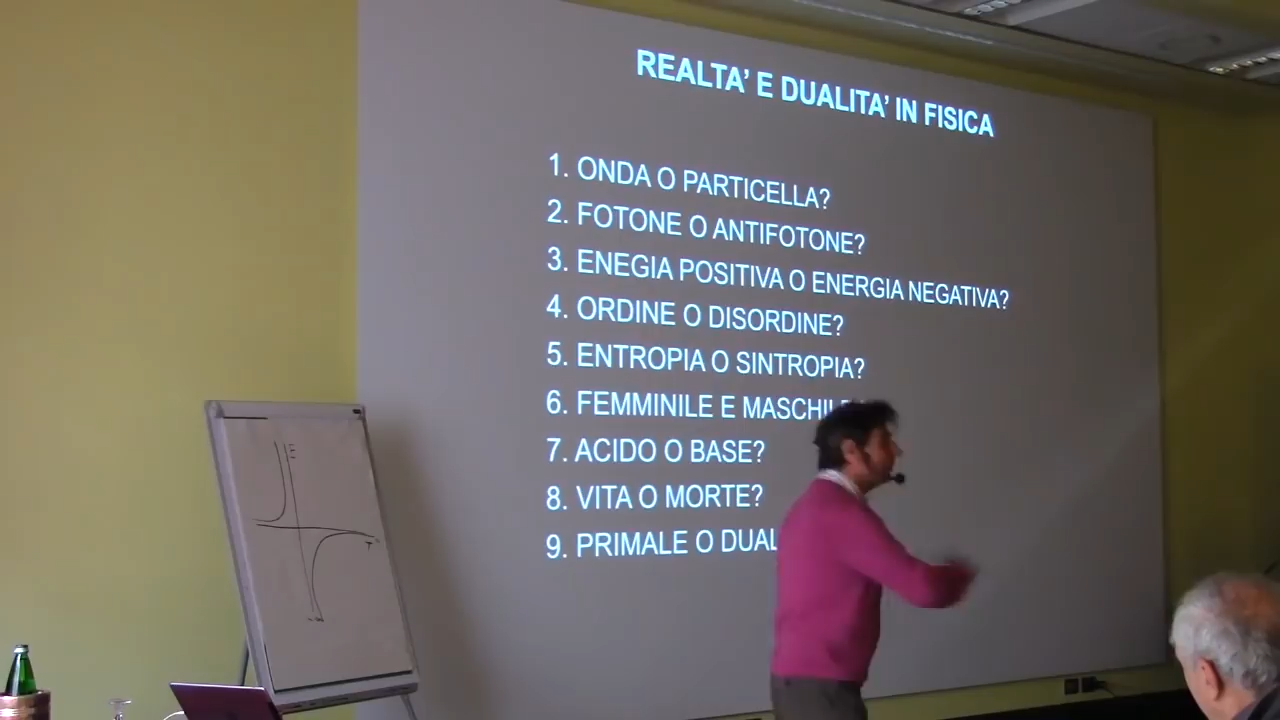 REALTA' E DUALITA' IN FISICA
1. ONDA O PARTICELLA?
2. FOTONE O ANTIFOTONE?
3. ENEGIA POSITIVA O ENERGIA NEGATIVA?
4. ORDINE O DISORDINE?
5. ENTROPIA O SINTROPIA?
6. FEMMINILE E
7. ACIDO O BASE?
8. VITA O MORTE?
9. PRIMALE O
E
T